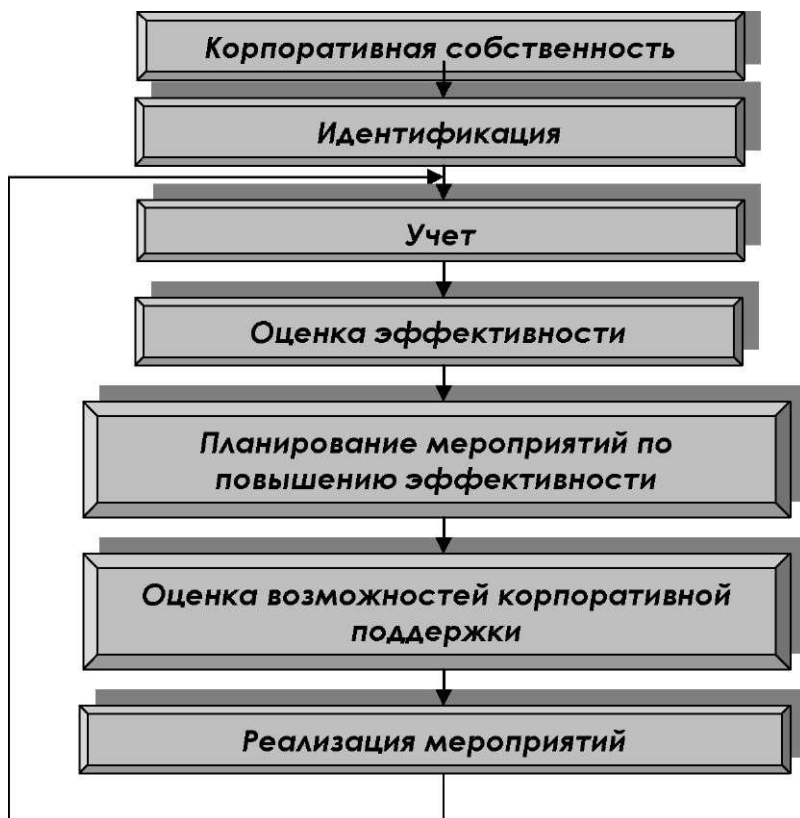 Корпоративная собственность
Идентификация
Учет
Оценка эффективности
Планирование мероприятий по
повышению эффективности
Оценка возможностей корпоративной
поддержки
Реализация мероприятий